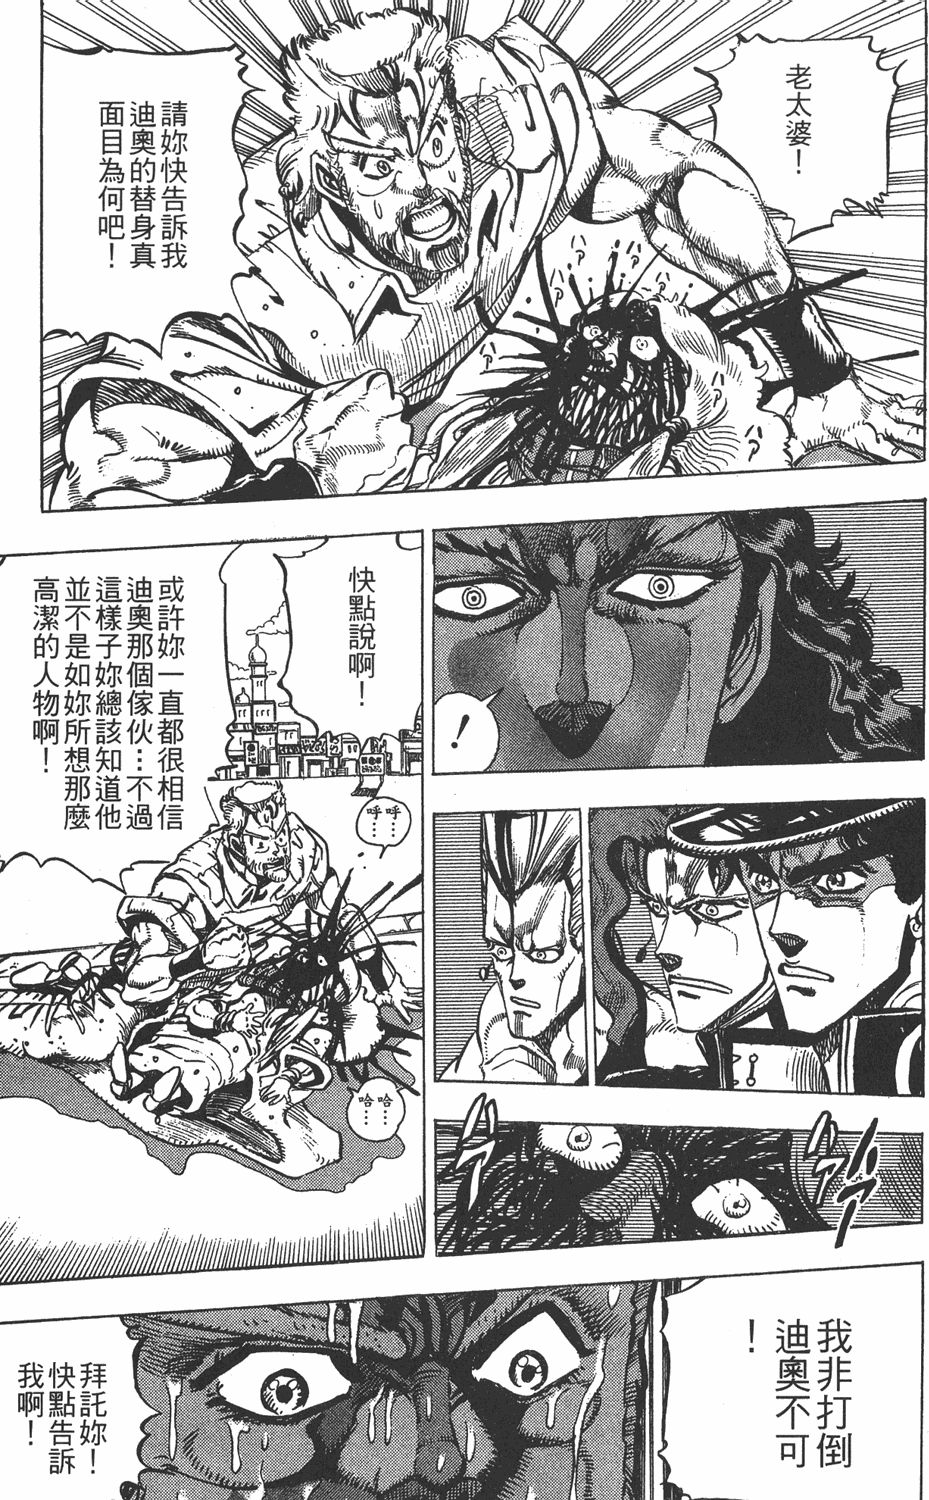 老太婆！
請妳快告訴我
迪奧的替身真
面目為何吧！
！
快點說啊！
或許妳一直都很相信
迪奧那個傢伙…不過
這樣子妳總該知道他
並不是如妳所想那麼
高潔的人物啊！
呼…
呼…
哈…
哈…
我非打倒
迪奧不可
！
拜託妳！
快點告訴
我啊！